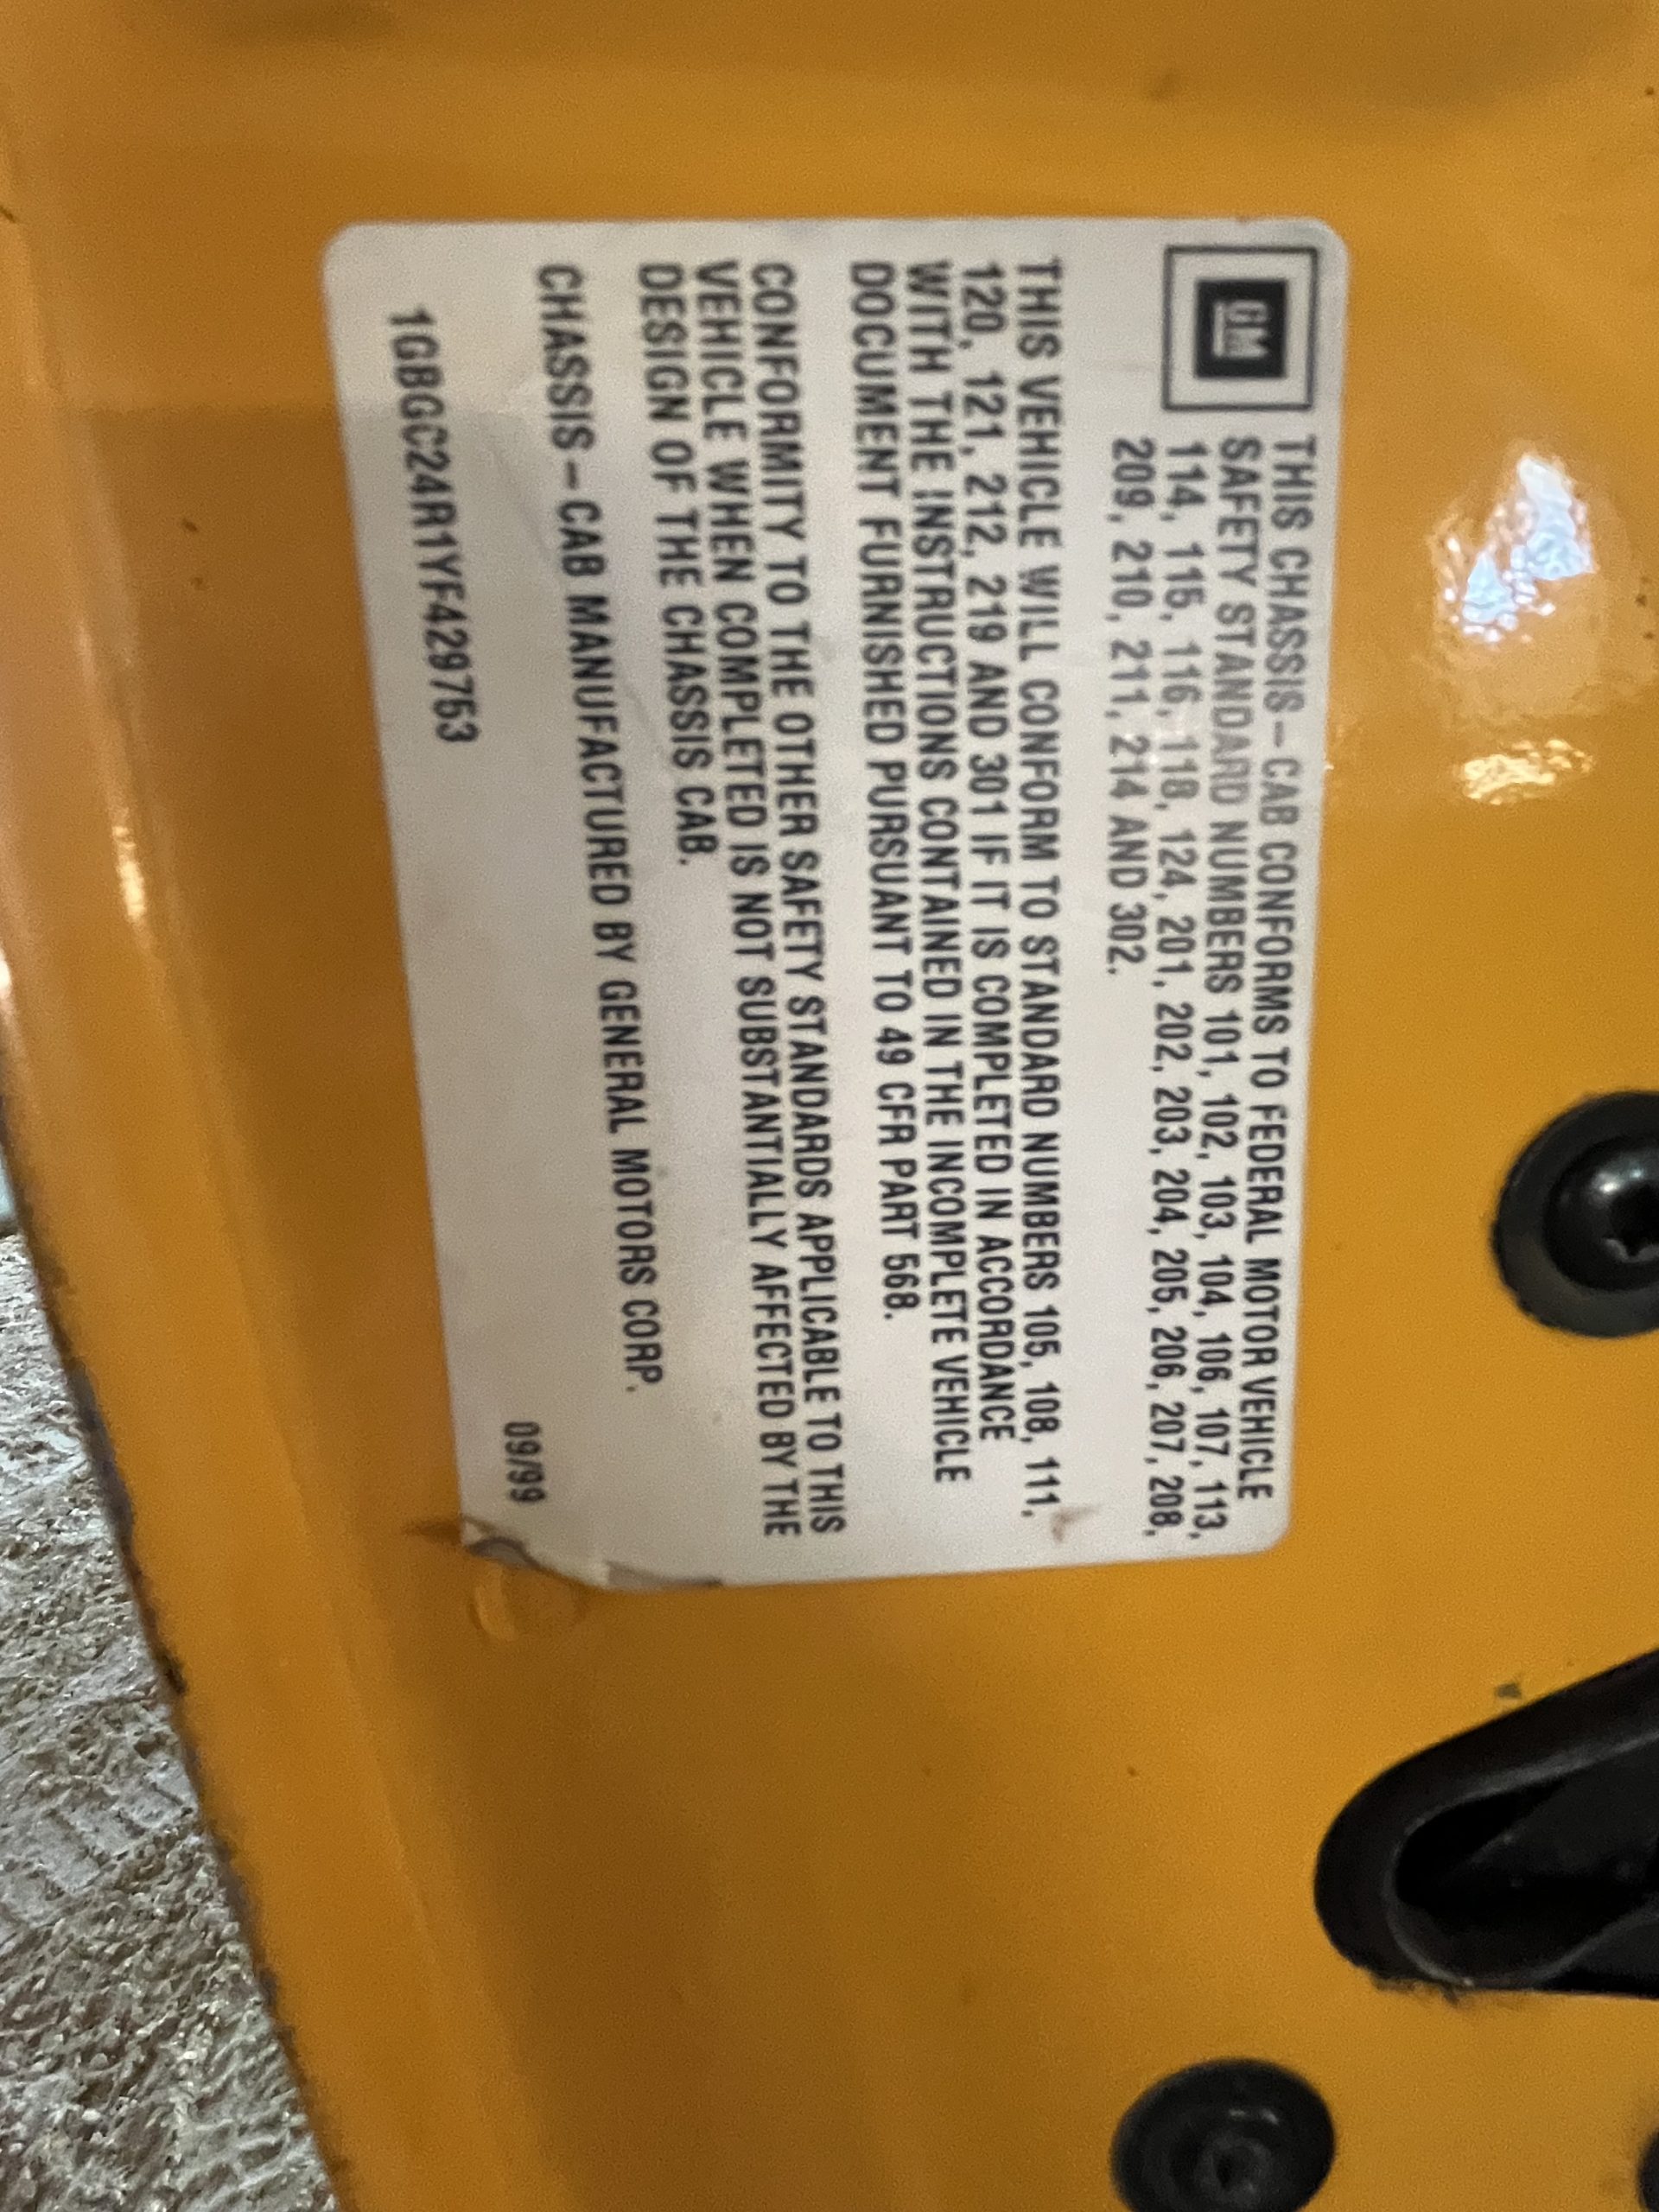 GM
THIS CHASSIS-CAB CONFORMS TO FEDERAL MOTOR VEHICLE
SAFETY STANDARD NUMBERS 101, 102, 103, 104, 106, 107, 113,
114, 115, 116, 118, 124, 201, 202, 203, 204, 205, 206, 207, 208,
209, 210, 211, 214 AND 302.
THIS VEHICLE WILL CONFORM TO STANDARD NUMBERS 105, 108, 111,
120, 121, 212, 219 AND 301 IF IT IS COMPLETED IN ACCORDANCE
WITH THE INSTRUCTIONS CONTAINED IN THE INCOMPLETE VEHICLE
DOCUMENT FURNISHED PURSUANT TO 49 CFR PART 568.
CONFORMITY TO THE OTHER SAFETY STANDARDS APPLICABLE TO THIS
VEHICLE WHEN COMPLETED IS NOT SUBSTANTIALLY AFFECTED BY THE
DESIGN OF THE CHASSIS CAB.
CHASSIS-CAB MANUFACTURED BY GENERAL MOTORS CORP.
09/99
1GBGC24R1YF429753